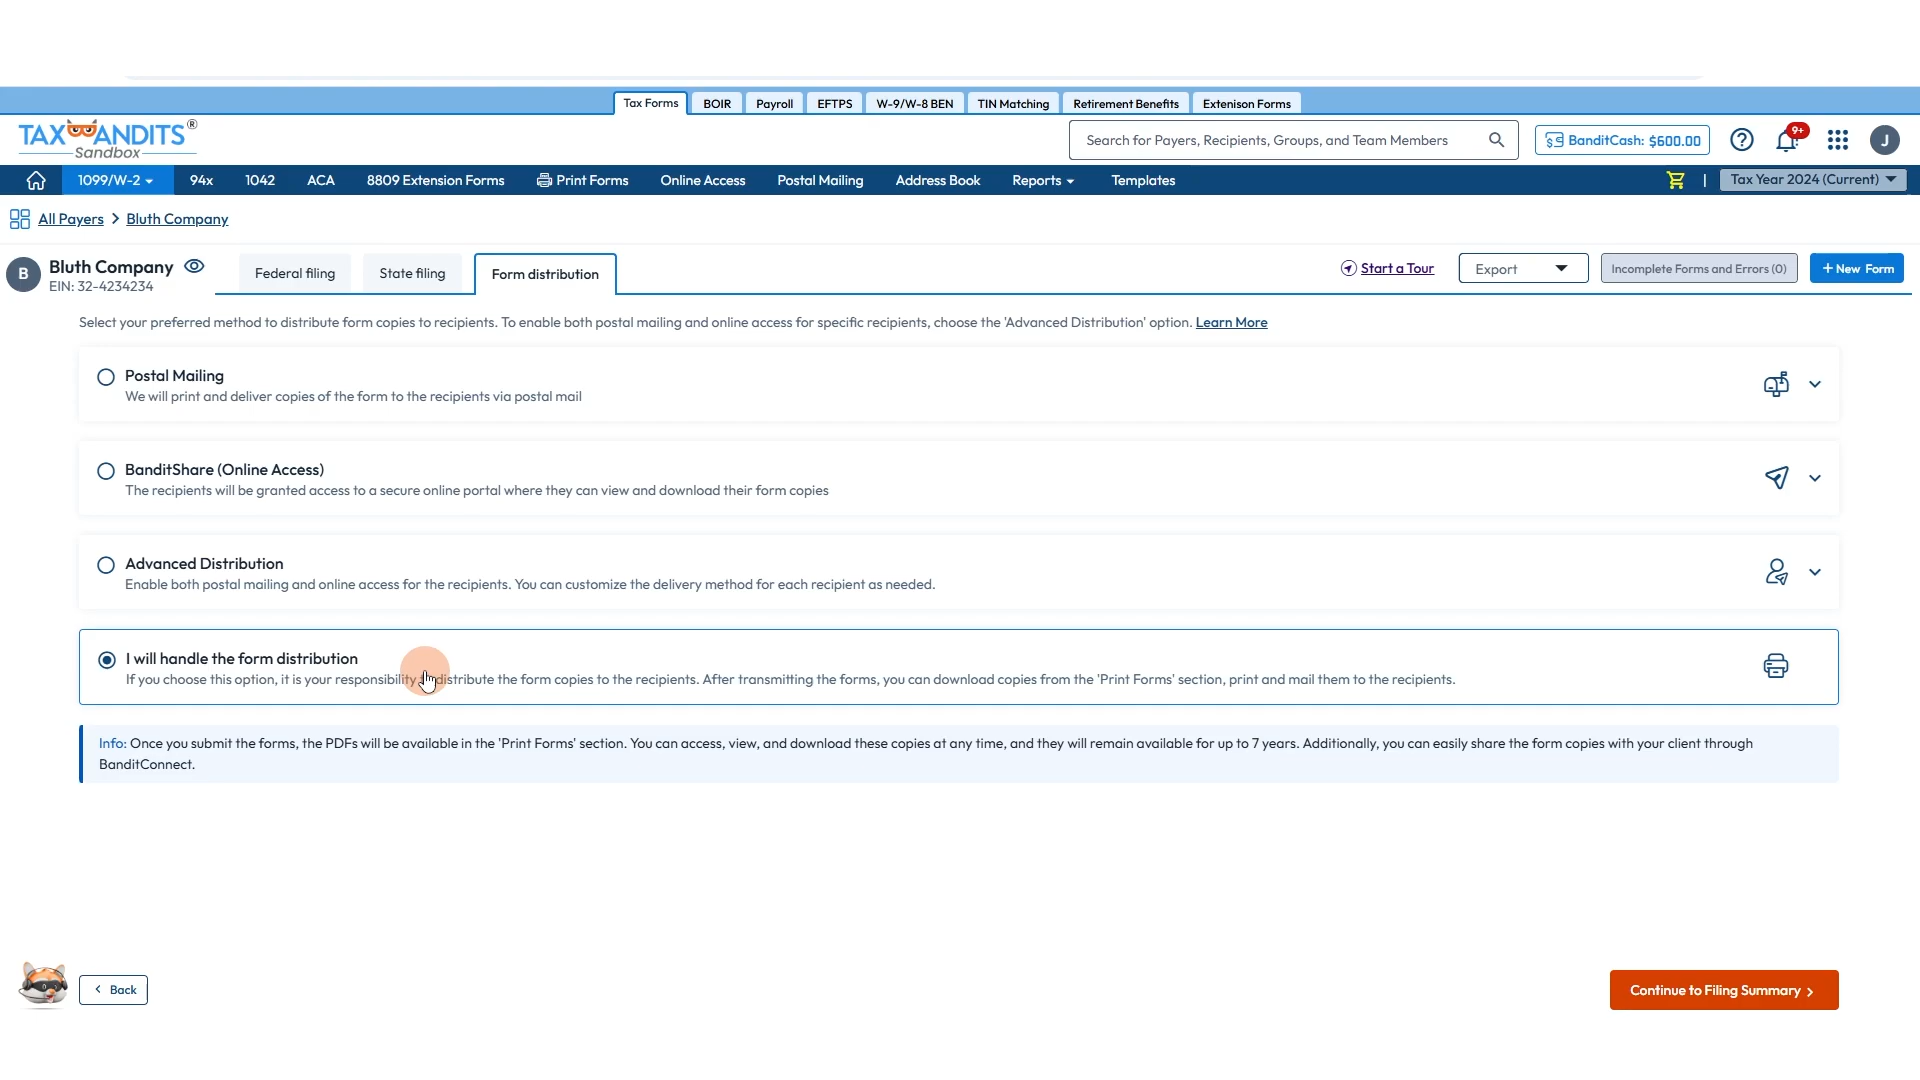 Tax Forms BOIR Payroll EFTPS W-9/W-8 BEN TIN Matching Retirement Benefits Extenison Forms
TAXBANDITS®
Sandbox
Search for Payers, Recipients, Groups, and Team Members
BanditCash: $600.00
9+
J
1099/W-2 94x 1042 ACA 8809 Extension Forms Print Forms Online Access Postal Mailing Address Book Reports Templates | Tax Year 2024 (Current)
All Payers > Bluth Company
B
Bluth Company
EIN: 32-4234234
Federal filing State filing Form distribution
Start a Tour Export Incomplete Forms and Errors (0) + New Form
Select your preferred method to distribute form copies to recipients. To enable both postal mailing and online access for specific recipients, choose the 'Advanced Distribution' option. Learn More
Postal Mailing
We will print and deliver copies of the form to the recipients via postal mail
BanditShare (Online Access)
The recipients will be granted access to a secure online portal where they can view and download their form copies
Advanced Distribution
Enable both postal mailing and online access for the recipients. You can customize the delivery method for each recipient as needed.
I will handle the form distribution
If you choose this option, it is your responsibility distribute the form copies to the recipients. After transmitting the forms, you can download copies from the 'Print Forms' section, print and mail them to the recipients.
Info: Once you submit the forms, the PDFs will be available in the 'Print Forms' section. You can access, view, and download these copies at any time, and they will remain available for up to 7 years. Additionally, you can easily share the form copies with your client through
BanditConnect.
< Back
Continue to Filing Summary >